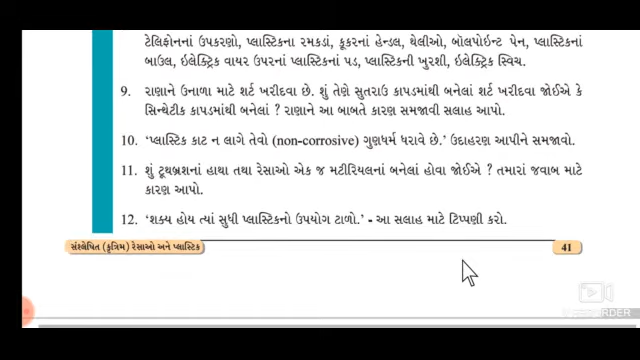 ટેલિફોનનાં ઉપકરણો, પ્લાસ્ટિકના રમકડાં, કૂકરનાં હેન્ડલ, થેલીઓ, બૉલપોઇન્ટ પેન, પ્લાસ્ટિકનાં
બાઉલ, ઇલેક્ટ્રિક વાયર ઉપરનાં પ્લાસ્ટિકનાં પડ, પ્લાસ્ટિકની ખુરશી, ઇલેક્ટ્રિક સ્વિચ.
9. રાણાને ઉનાળા માટે શર્ટ ખરીદવા છે. શું તેણે સુતરાઉ કાપડમાંથી બનેલાં શર્ટ ખરીદવા જોઈએ કે
સિન્થેટીક કાપડમાંથી બનેલાં ? રાણાને આ બાબતે કારણ સમજાવી સલાહ આપો.
10. ‘પ્લાસ્ટિક કાટ ન લાગે તેવો (non-corrosive) ગુણધર્મ ધરાવે છે.’ ઉદાહરણ આપીને સમજાવો.
11. શું ટૂથબ્રશનાં હાથા તથા રેસાઓ એક જ મટીરિયલનાં બનેલાં હોવા જોઈએ ? તમારાં જવાબ માટે
કારણ આપો.
12. ‘શક્ય હોય ત્યાં સુધી પ્લાસ્ટિકનો ઉપયોગ ટાળો.’ - આ સલાહ માટે ટિપ્પણી કરો.
સંશ્લેષિત (કૃત્રિમ) રેસાઓ અને પ્લાસ્ટિક 41